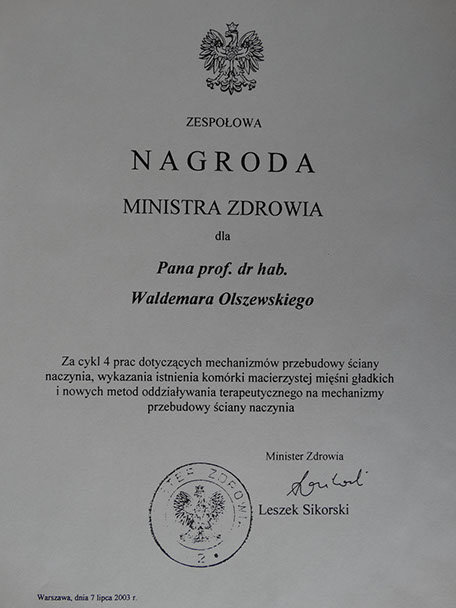 ZESPOŁOWA
NAGRODA
MINISTRA ZDROWIA
dla
Pana prof. dr hab.
Waldemara Olszewskiego
Za cykl 4 prac dotyczących mechanizmów przebudowy ściany
naczynia, wykazania istnienia komórki macierzystej mięśni gładkich
i nowych metod oddziaływania terapeutycznego na mechanizmy
przebudowy ściany naczynia
Minister Zdrowia
Leszek Sikorski
ZDROWIA
2
Warszawa, dnia 7 lipca 2003 r.